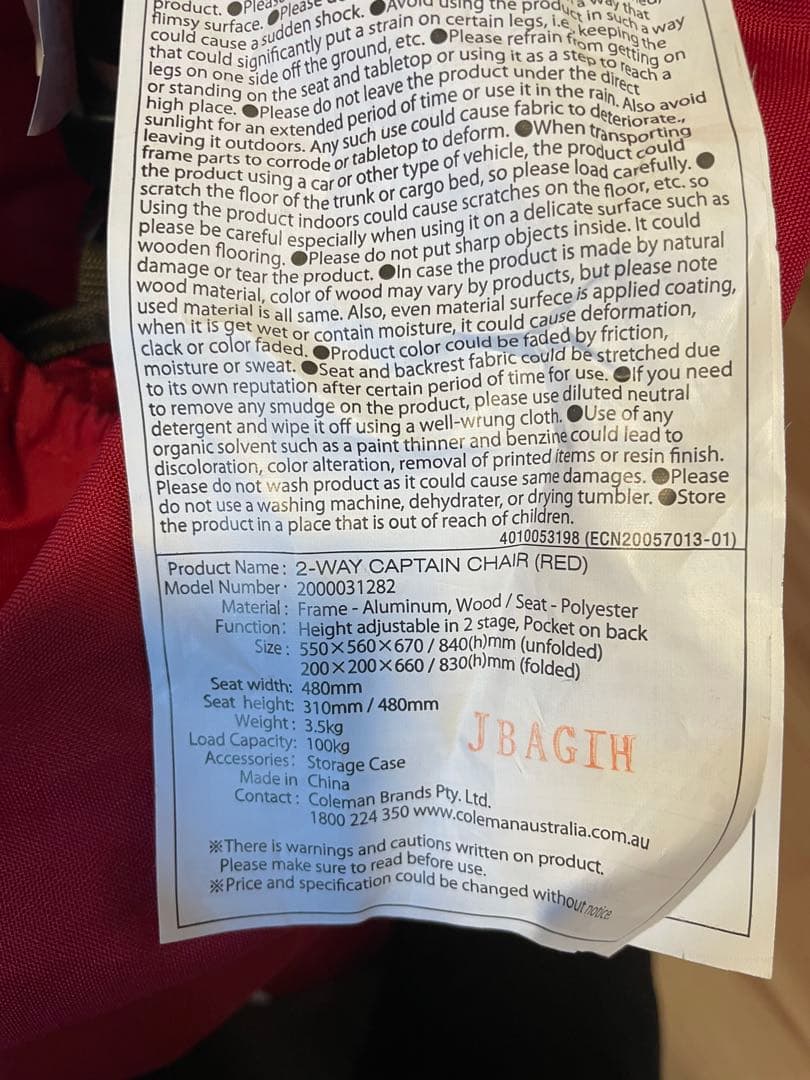 product. ●Please
flimsy surface. ●Please
could cause a sudden shock. ●Avoid using the product in such a way
that could significantly put a strain on certain legs, i.e. keeping the
legs on one side off the ground, etc. ●Please refrain from getting on
or standing on the seat and tabletop or using it as a step to reach a
high place. ●Please do not leave the product under the direct
sunlight for an extended period of time or use it in the rain. Also avoid
leaving it outdoors. Any such use could cause fabric to deteriorate.,
frame parts to corrode or tabletop to deform. ●When transporting
the product using a car or other type of vehicle, the product could
scratch the floor of the trunk or cargo bed, so please load carefully. ●
Using the product indoors could cause scratches on the floor, etc. so
please be careful especially when using it on a delicate surface such as
wooden flooring. ●Please do not put sharp objects inside. It could
damage or tear the product. ●In case the product is made by natural
wood material, color of wood may vary by products, but please note
used material is all same. Also, even material surfece is applied coating,
when it is get wet or contain moisture, it could cause deformation,
clack or color faded. ●Product color could be faded by friction,
moisture or sweat. ●Seat and backrest fabric could be stretched due
to its own reputation after certain period of time for use. ●If you need
to remove any smudge on the product, please use diluted neutral
detergent and wipe it off using a well-wrung cloth. ●Use of any
organic solvent such as a paint thinner and benzine could lead to
discoloration, color alteration, removal of printed items or resin finish.
Please do not wash product as it could cause same damages. ●Please
do not use a washing machine, dehydrater, or drying tumbler. ●Store
the product in a place that is out of reach of children.
4010053198 (ECN20057013-01)
Product Name: 2-WAY CAPTAIN CHAIR (RED)
Model Number: 2000031282
Material: Frame - Aluminum, Wood / Seat - Polyester
Function: Height adjustable in 2 stage, Pocket on back
Size: 550×560×670 / 840(h)mm (unfolded)
200×200×660 / 830(h)mm (folded)
Seat width: 480mm
Seat height: 310mm / 480mm
Weight: 3.5kg
Load Capacity: 100kg
Accessories: Storage Case
Made in China
Contact: Coleman Brands Pty. Ltd.
1800 224 350 www.colemanaustralia.com.au
JBAGIH
※There is warnings and cautions written on product.
Please make sure to read before use.
※Price and specification could be changed without notice